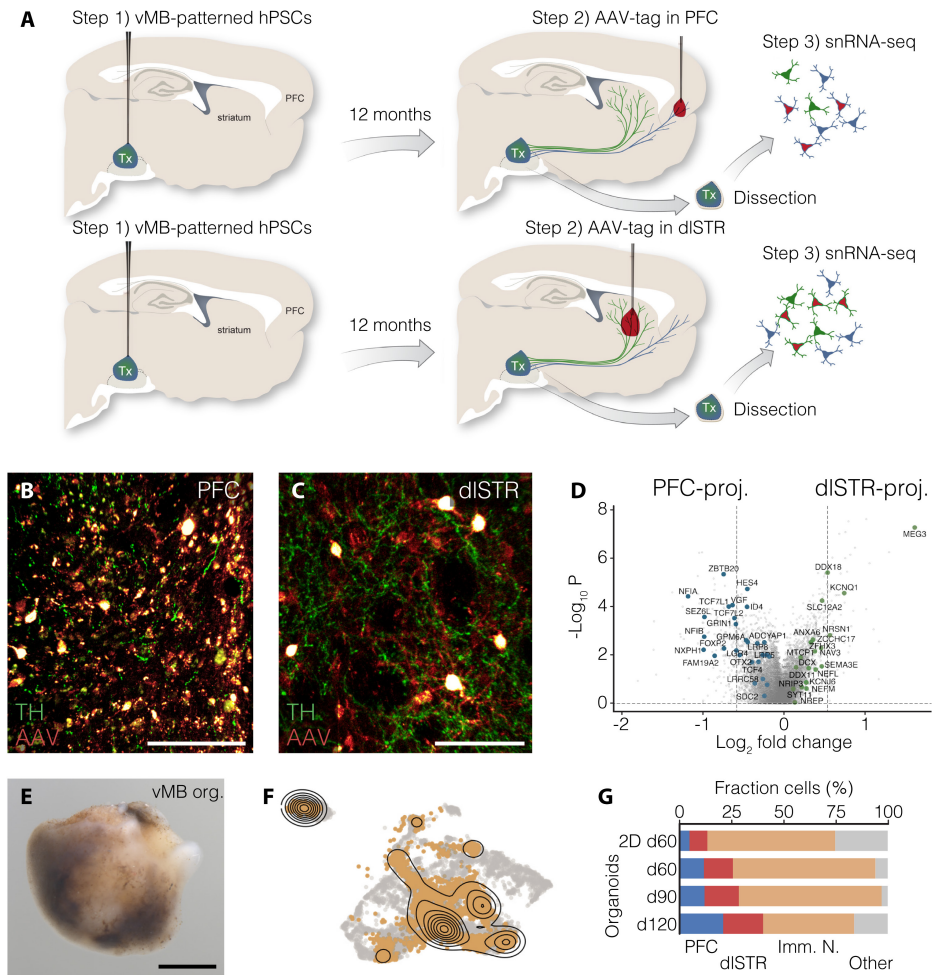 A
Step 1) vMB-patterned hPSCs
Step 2) AAV-tag in PFC
Step 3) snRNA-seq
PFC
striatum
12 months
Tx
Tx
Tx
Dissection
Step 1) vMB-patterned hPSCs
Step 2) AAV-tag in dlSTR
Step 3) snRNA-seq
PFC
striatum
12 months
Tx
Tx
Tx
Dissection
B
PFC
TH
AAV
C
dlSTR
TH
AAV
D
PFC-proj.
dlSTR-proj.
8
6
4
2
0
-Log10 P
MEG3
ZBTB20
DDX18
HES4
KCNQ1
NFIA
TCF7L1
VGF
ID4
SLC12A2
SEZ6L
TCF7L2
GRIN1
NFIB
GPM6A
ADCYAP1
ANXA6
NRSN1
ZCCHC17
FOXP2
LRP8
ZFHX3
NXPH1
LGR4
LRP5
MTCP1
NAV3
FAM19A2
OTX2
DCX
SEMA3E
TCF4
DDX11
NEFL
LRRC58
NRIP3
KCNJ6
NEFM
SDC2
SYT11
NREP
-2
-1
0
1
Log2 fold change
E
vMB org.
F
G
Fraction cells (%)
0 25 50 75 100
2D d60
d60
d90
d120
Organoids
PFC
dlSTR
Imm. N.
Other